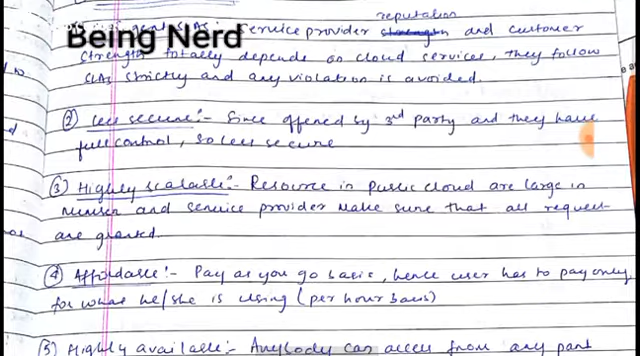 reputation
Service provider strength and customer
Being Nerd
strength totally depends on cloud services, they follow
SLAs strictly and any violation is avoided.
② Less secure :- Since offered by 3rd party and they have
full control, so less secure
③ Highly scalable :- Resource in public cloud are large in
number and service provider make sure that all request
are granted.
④ Affordable :- Pay as you go basic, hence user has to pay only
for what he/she is using (per hour basis)
⑤ Highly available :- Anybody can access from any part